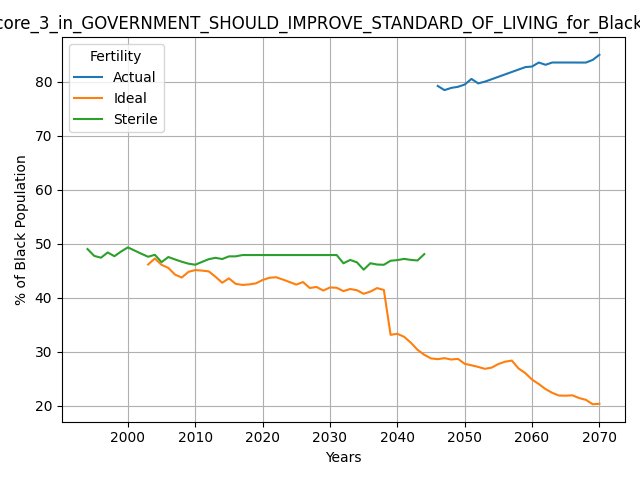 core_3_in_GOVERNMENT_SHOULD_IMPROVE_STANDARD_OF_LIVING_for_Black
Fertility
Actual
Ideal
Sterile
% of Black Population
80
70
60
50
40
30
20
2000 2010 2020 2030 2040 2050 2060 2070
Years